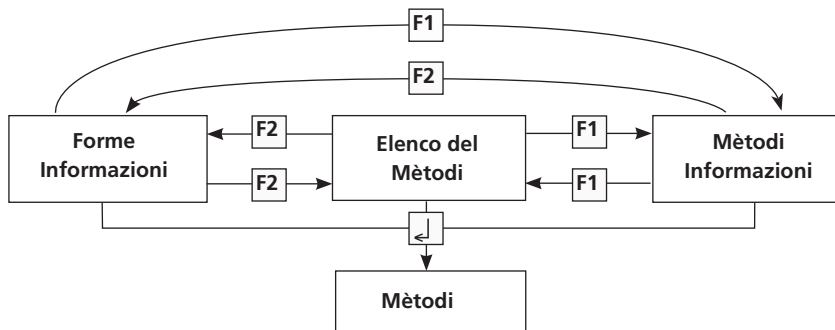 F1
F2
Forme
Informazioni
F2
F2
Elenco del
Mètodi
F1
F1
Mètodi
Informazioni
Mètodi